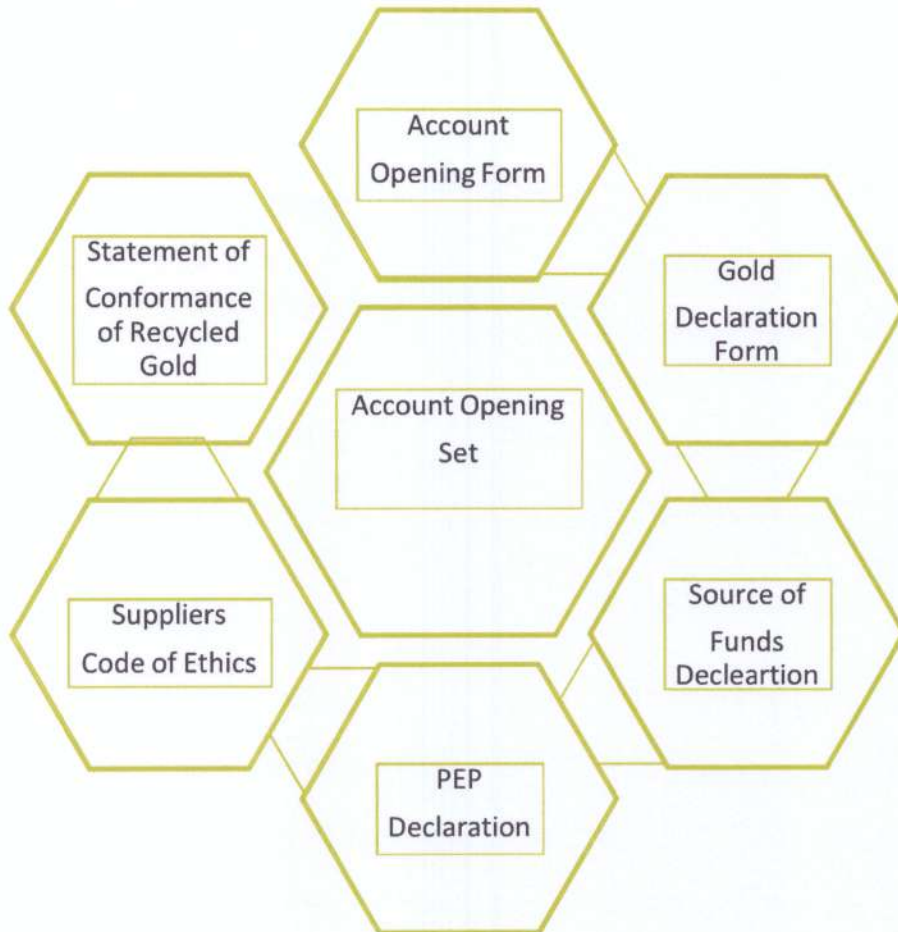 Account
Opening Form
Gold
Declaration
Form
Source of
Funds
Decleartion
PEP
Declaration
Suppliers
Code of Ethics
Statement of
Conformance
of Recycled
Gold
Account Opening
Set